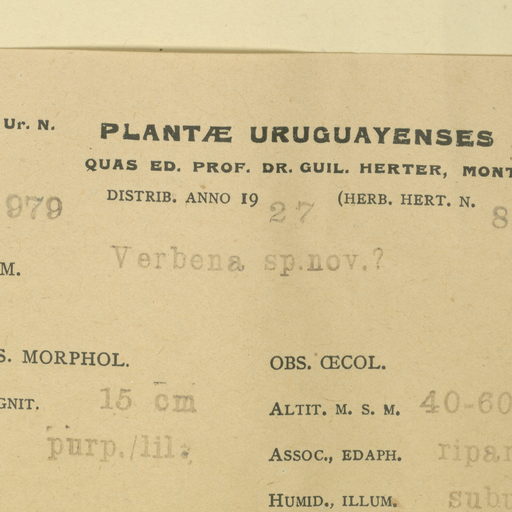 Ur. N. PLANTÆ URUGUAYENSES
QUAS ED. PROF. DR. GUIL. HERTER, MONT
979 DISTRIB. ANNO 19 27 (HERB. HERT. N. 8
M. Verbena sp.nov.?
S. MORPHOL. OBS. ŒCOL.
GNIT. 15 cm ALTIT. M. S. M. 40-60
purp./lil. ASSOC., EDAPH. ripar
HUMID., ILLUM. subu